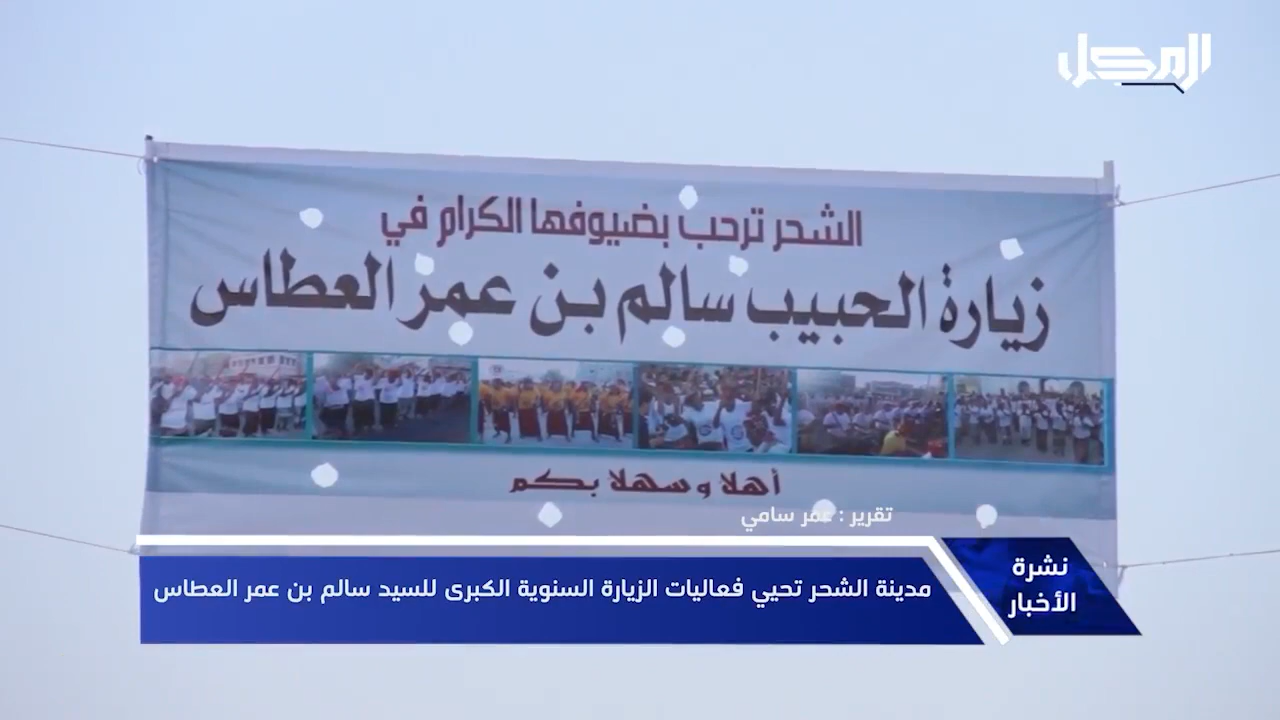 المكلا
الشحر ترحب بضيوفها الكرام في
زيارة الحبيب سالم بن عمر العطاس
أهلا وسهلا بكم
تقرير : عمر سامي
نشرة
الأخبار
مدينة الشحر تحيي فعاليات الزيارة السنوية الكبرى للسيد سالم بن عمر العطاس